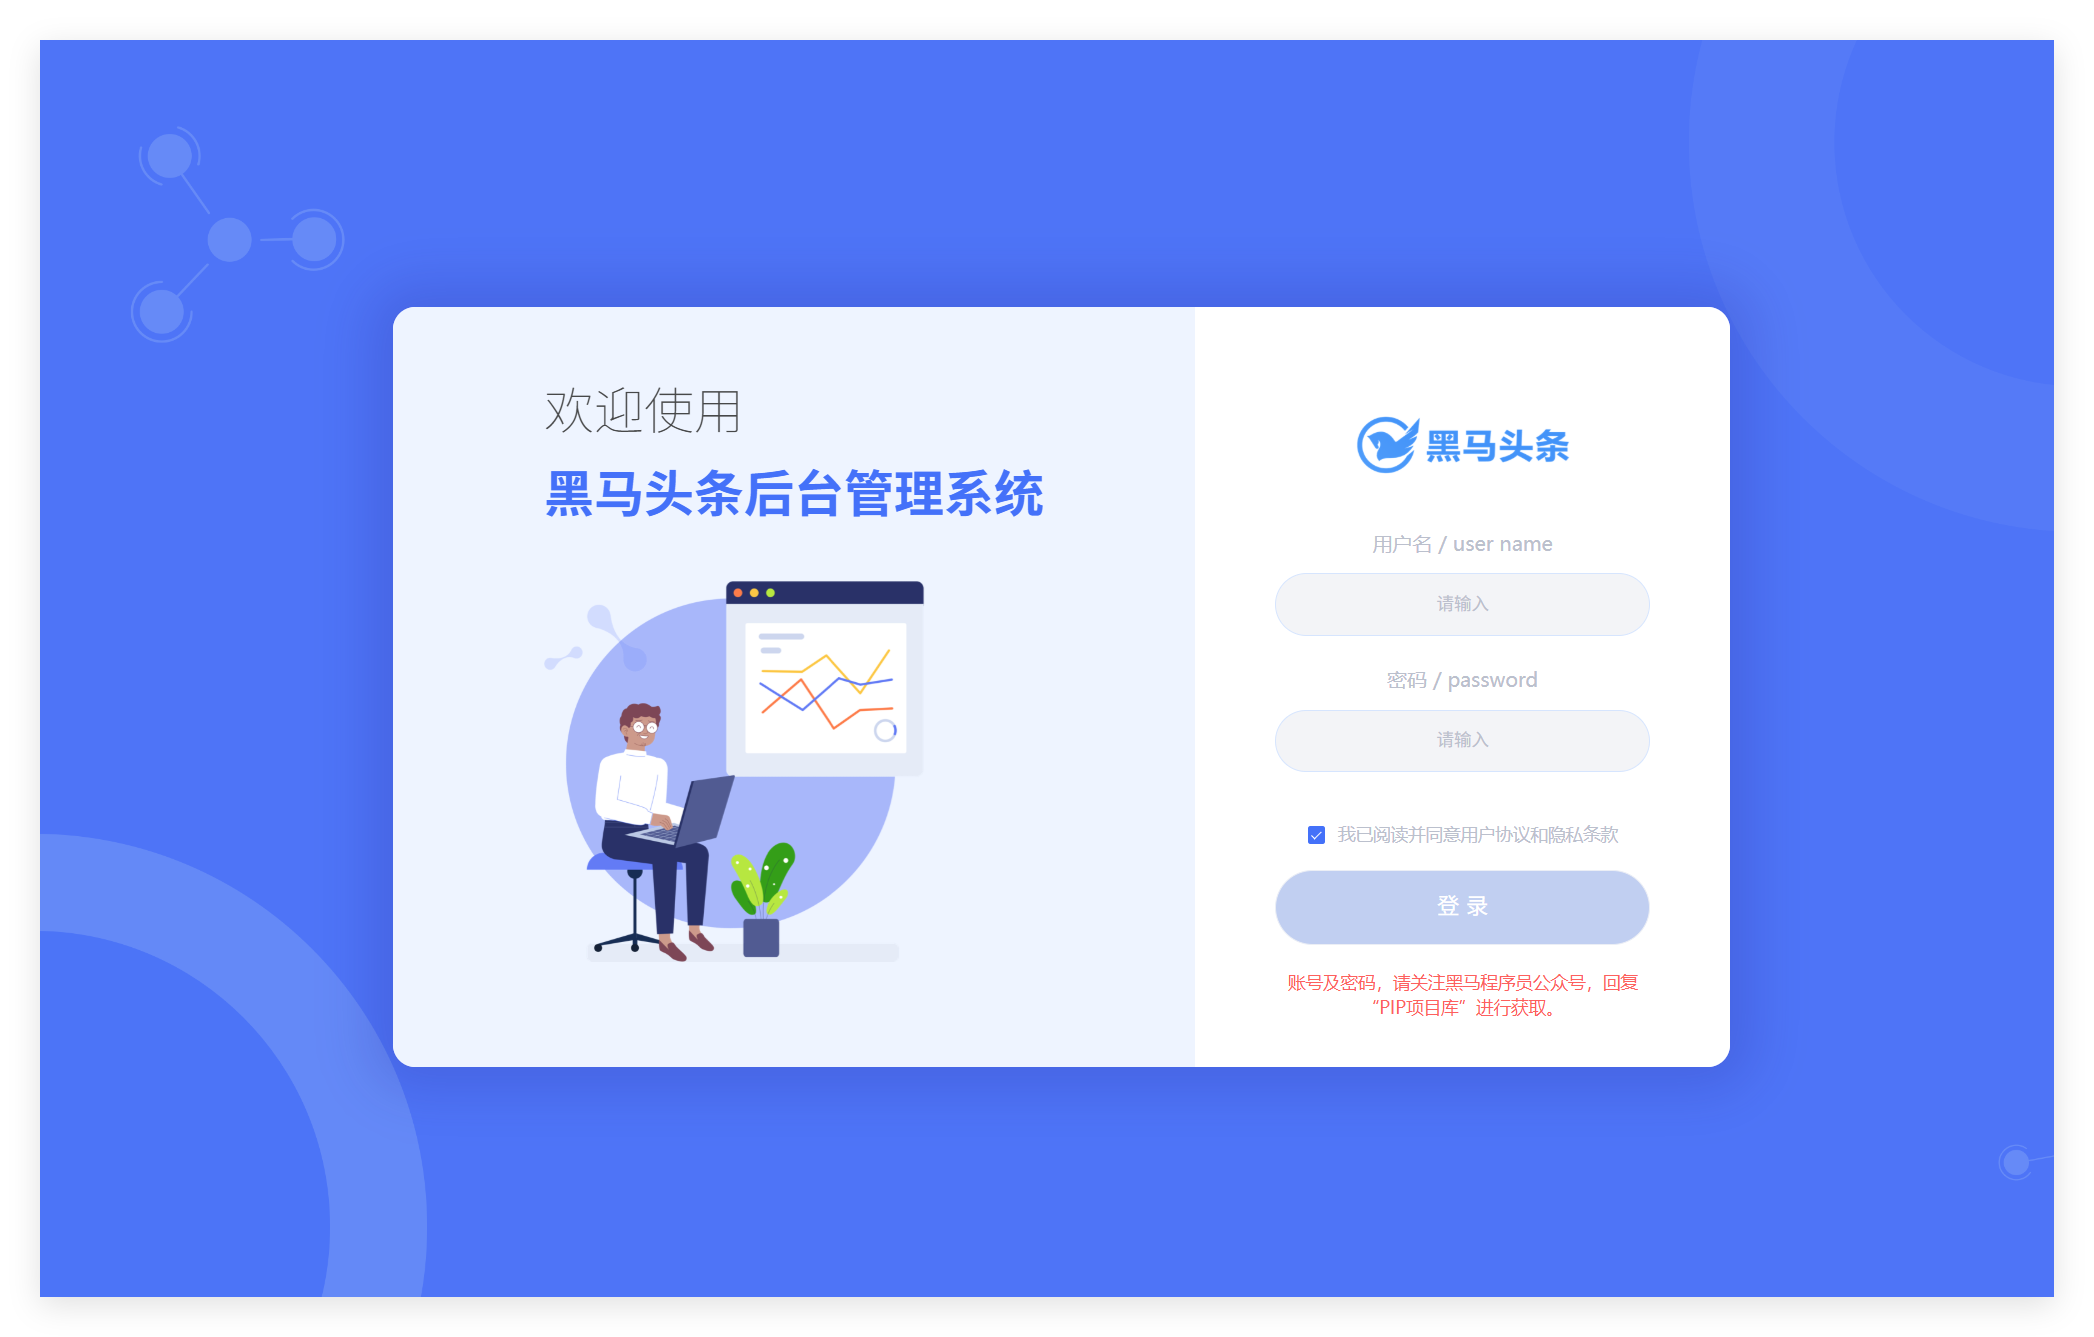 欢迎使用
黑马头条后台管理系统
黑马头条
用户名 / user name
请输入
密码 / password
请输入
我已阅读并同意用户协议和隐私条款
登 录
账号及密码，请关注黑马程序员公众号，回复
“PIP项目库”进行获取。